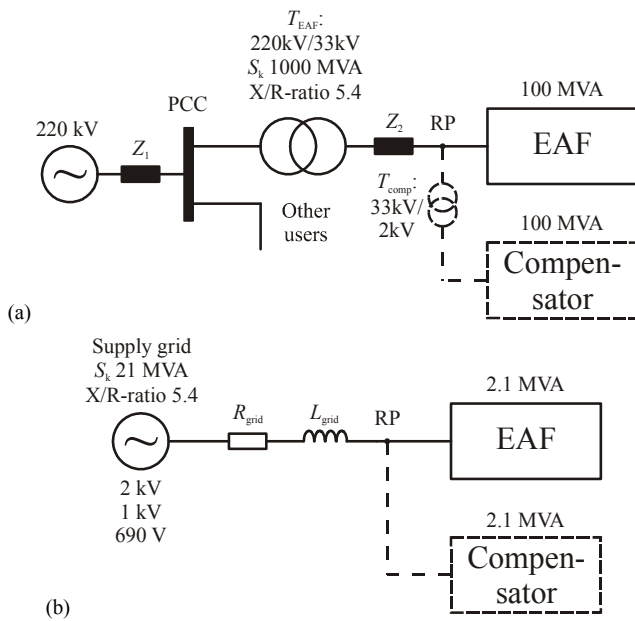 T_EAF:
220kV/33kV
S_k 1000 MVA
X/R-ratio 5.4
PCC
220 kV
Z_1
Z_2
RP
100 MVA
EAF
Other
users
T_comp:
33kV/
2kV
100 MVA
Compen-
sator
(a)
Supply grid
S_k 21 MVA
X/R-ratio 5.4
R_grid
L_grid
RP
2.1 MVA
EAF
2 kV
1 kV
690 V
2.1 MVA
Compen-
sator
(b)